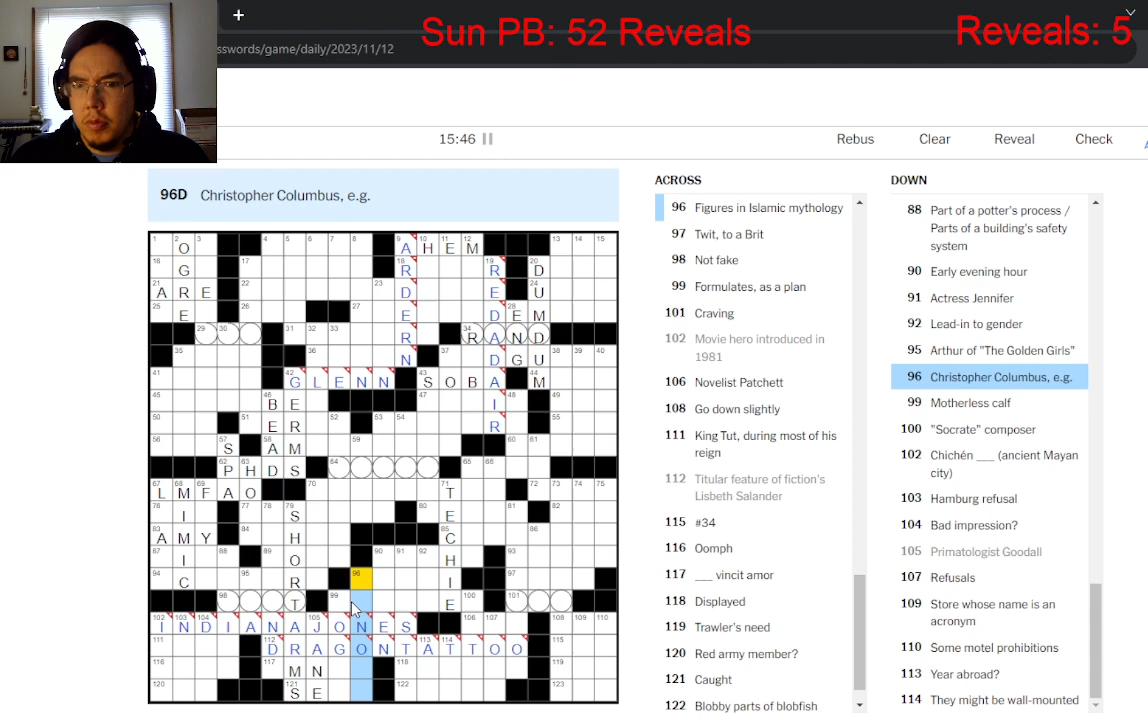 Sun PB: 52 Reveals
Reveals: 5
+
sswords/game/daily/2023/11/12
15:46
Rebus
Clear
Reveal
Check
96D Christopher Columbus, e.g.
ACROSS
96 Figures in Islamic mythology
97 Twit, to a Brit
98 Not fake
99 Formulates, as a plan
101 Craving
102 Movie hero introduced in
1981
106 Novelist Patchett
108 Go down slightly
111 King Tut, during most of his
reign
112 Titular feature of fiction's
Lisbeth Salander
115 #34
116 Oomph
117 ___ vincit amor
118 Displayed
119 Trawler's need
120 Red army member?
121 Caught
122 Blobby parts of blobfish
DOWN
88 Part of a potter's process /
Parts of a building's safety
system
90 Early evening hour
91 Actress Jennifer
92 Lead-in to gender
95 Arthur of "The Golden Girls"
96 Christopher Columbus, e.g.
99 Motherless calf
100 "Socrate" composer
102 Chichén ___ (ancient Mayan
city)
103 Hamburg refusal
104 Bad impression?
105 Primatologist Goodall
107 Refusals
109 Store whose name is an
acronym
110 Some motel prohibitions
113 Year abroad?
114 They might be wall-mounted